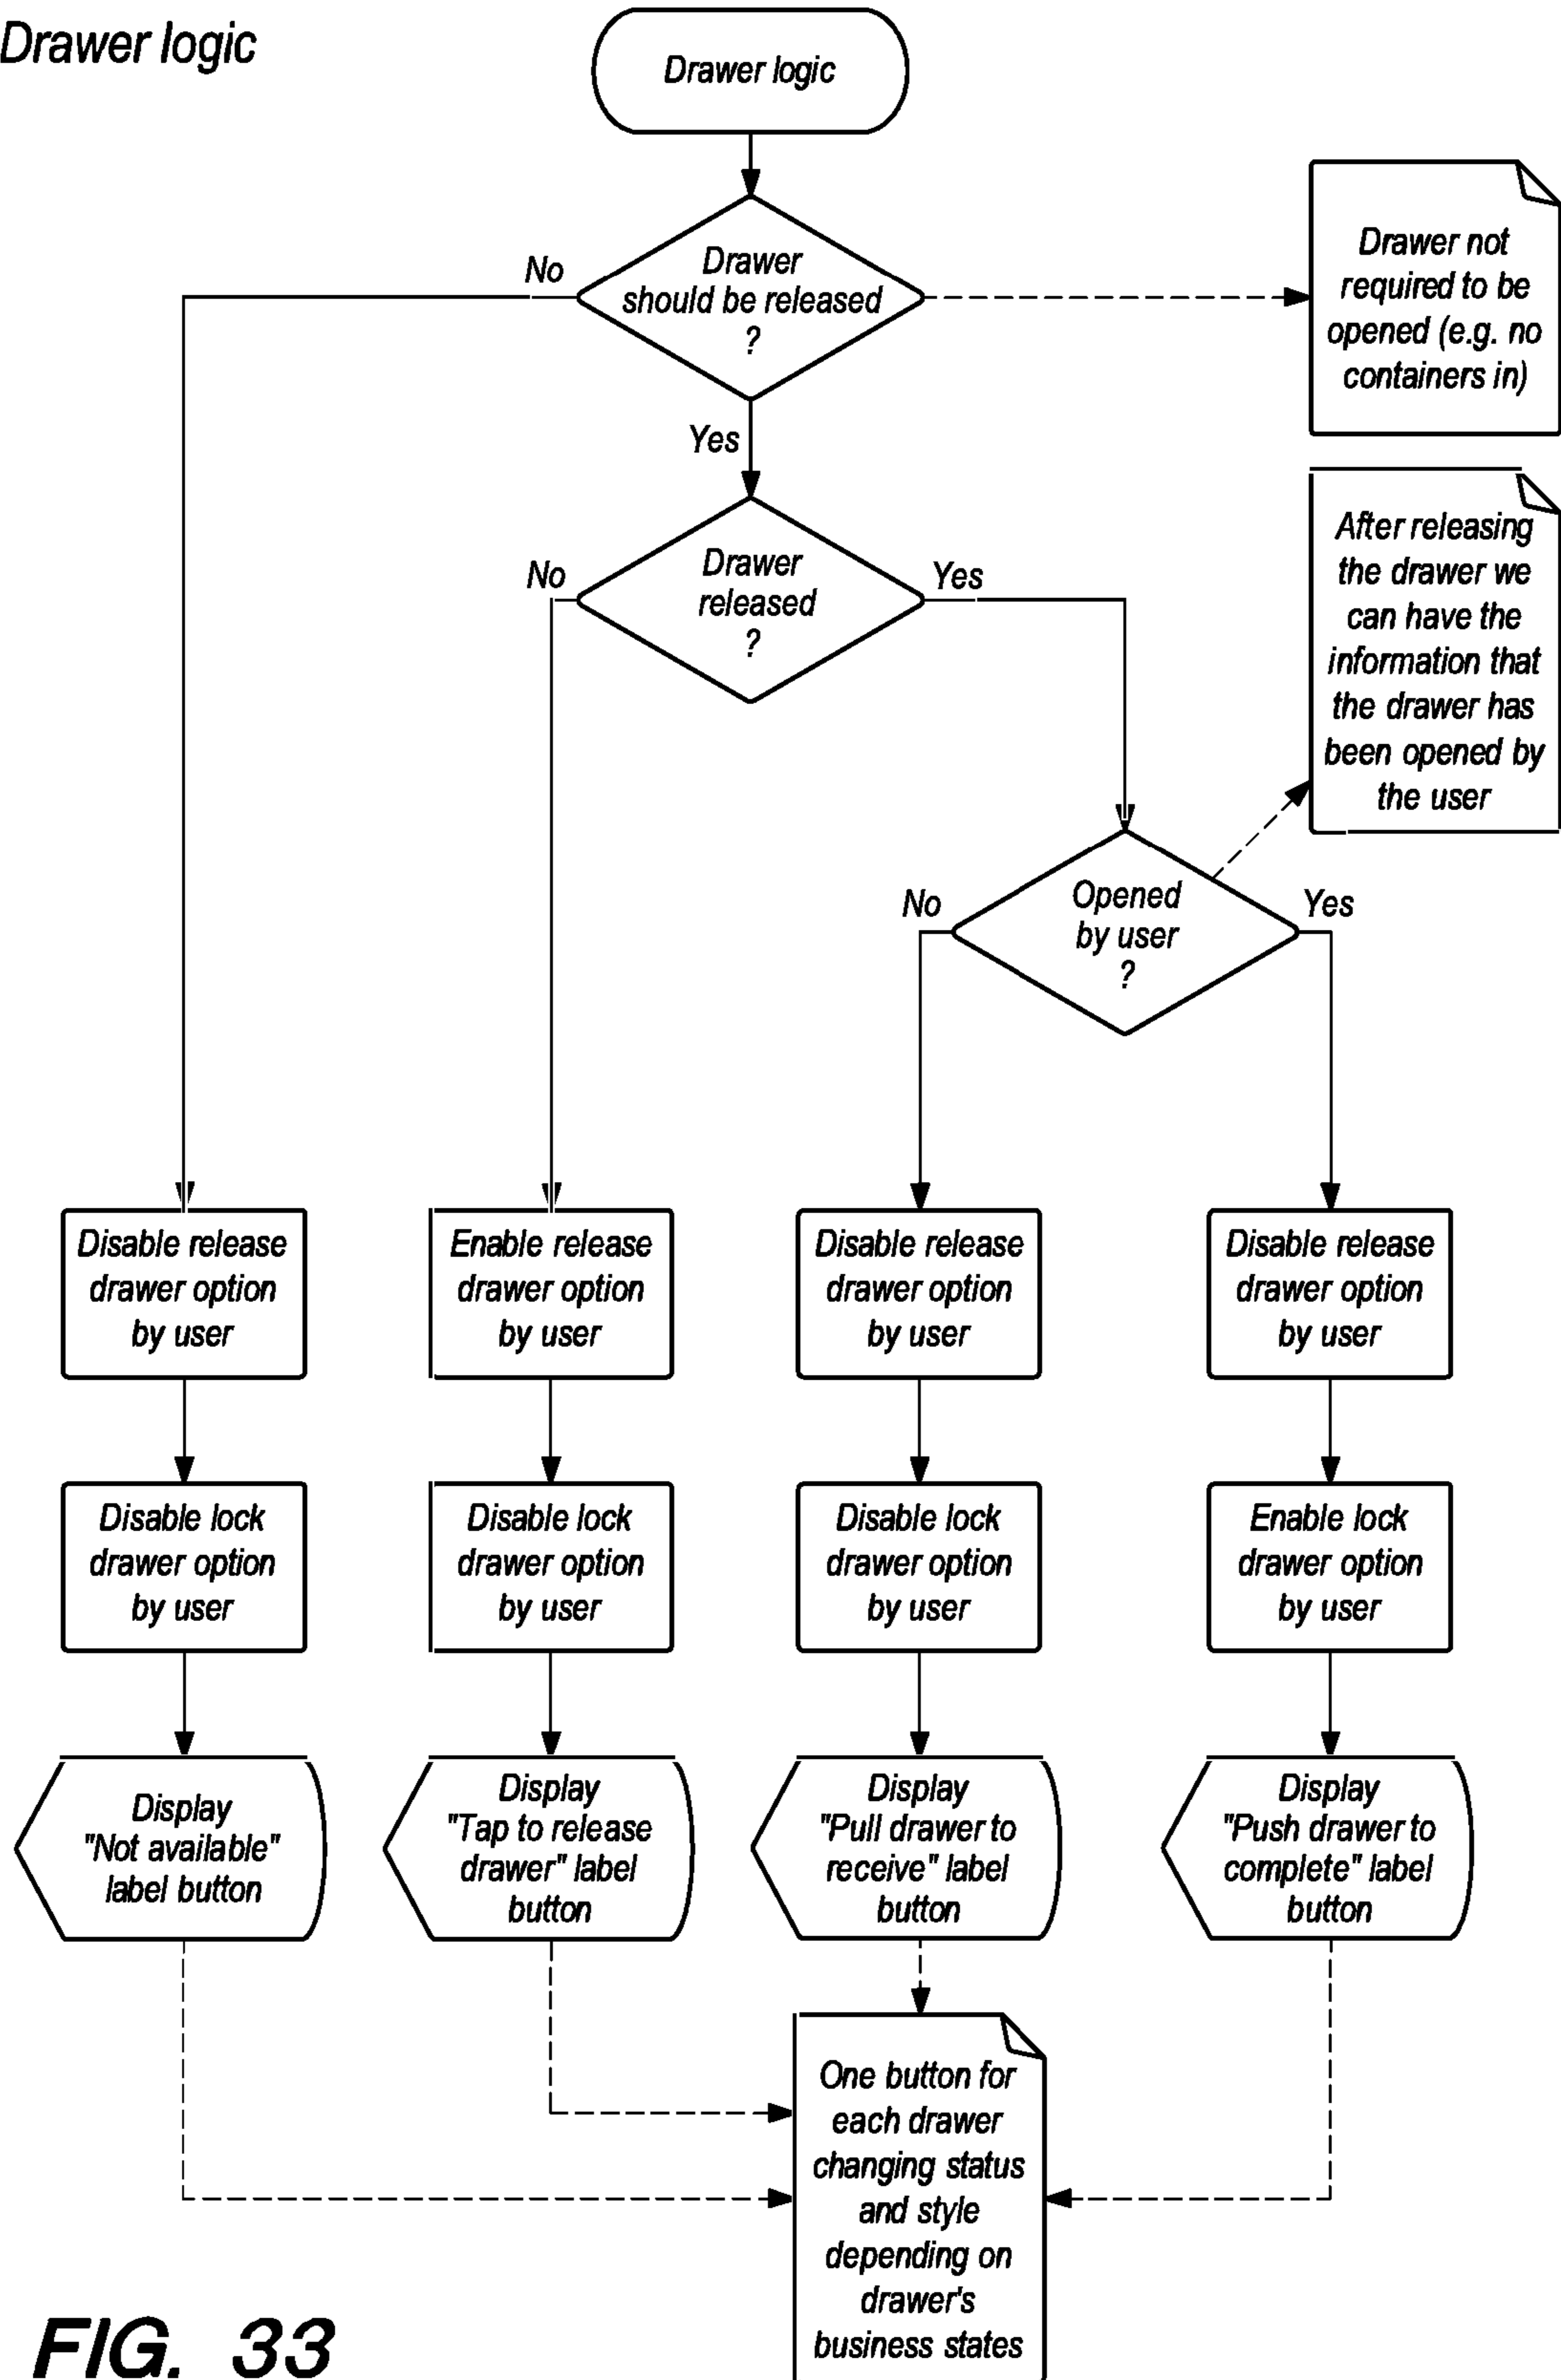 Drawer logic
Drawer logic
Drawer
should be released
?
No
Yes
Drawer not
required to be
opened (e.g. no
containers in)
Drawer
released
?
No
Yes
After releasing
the drawer we
can have the
information that
the drawer has
been opened by
the user
Opened
by user
?
No
Yes
Disable release
drawer option
by user
Enable release
drawer option
by user
Disable release
drawer option
by user
Disable release
drawer option
by user
Disable lock
drawer option
by user
Disable lock
drawer option
by user
Disable lock
drawer option
by user
Enable lock
drawer option
by user
Display
"Not available"
label button
Display
"Tap to release
drawer" label
button
Display
"Pull drawer to
receive" label
button
Display
"Push drawer to
complete" label
button
One button for
each drawer
changing status
and style
depending on
drawer's
business states
FIG. 33